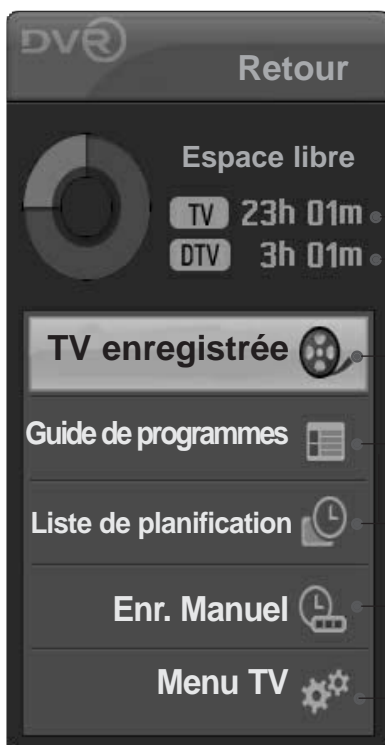 DVR
Retour
Espace libre
TV 23h 01m
DTV 3h 01m
TV enregistrée
Guide de programmes
Liste de planification
Enr. Manuel
Menu TV